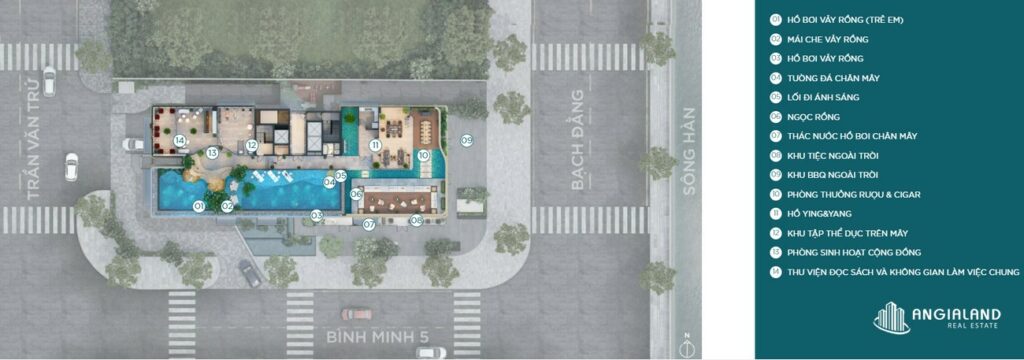 TRẦN VĂN TRỨ
BÌNH MINH 5
BẠCH ĐẰNG
SÔNG HÀN
N
14
13
12
11
10
09
01
02
03
04
05
06
07
08
01 HỒ BƠI VÂY RỒNG (TRẺ EM)
02 MÁI CHE VÂY RỒNG
03 HỒ BƠI VÂY RỒNG
04 TƯỜNG ĐÁ CHÂN MÂY
05 LỐI ĐI ÁNH SÁNG
06 NGỌC RỒNG
07 THÁC NƯỚC HỒ BƠI CHÂN MÂY
08 KHU TIỆC NGOÀI TRỜI
09 KHU BBQ NGOÀI TRỜI
10 PHÒNG THUỞNG RƯỢU & CIGAR
11 HỒ YING&YANG
12 KHU TẬP THỂ DỤC TRÊN MÂY
13 PHÒNG SINH HOẠT CỘNG ĐỒNG
14 THƯ VIỆN ĐỌC SÁCH VÀ KHÔNG GIAN LÀM VIỆC CHUNG
ANGIALAND
REAL ESTATE